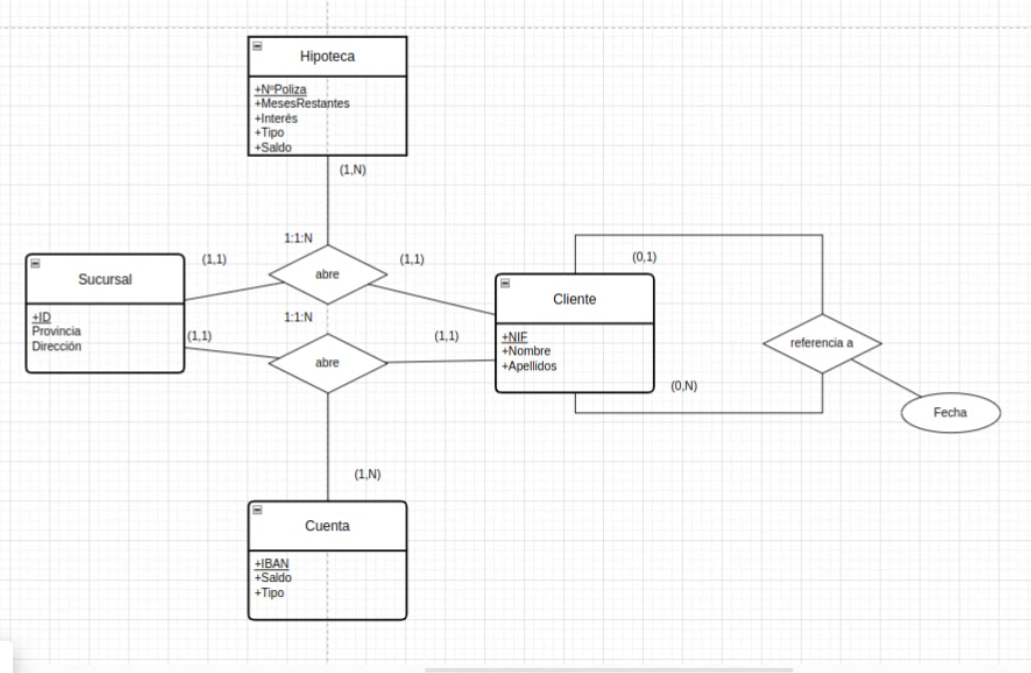 Hipoteca
+NºPoliza
+MesesRestantes
+Interés
+Tipo
+Saldo
(1,N)
1:1:N
(1,1)
(1,1)
abre
Sucursal
+ID
Provincia
Dirección
(1,1)
1:1:N
abre
(1,1)
Cliente
+NIF
+Nombre
+Apellidos
(0,1)
referencia a
(0,N)
Fecha
(1,N)
Cuenta
+IBAN
+Saldo
+Tipo